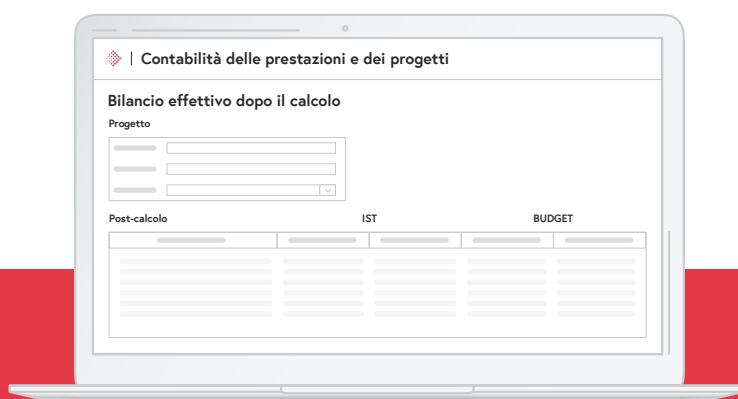 Contabilità delle prestazioni e dei progetti
Bilancio effettivo dopo il calcolo
Progetto
Post-calcolo IST BUDGET